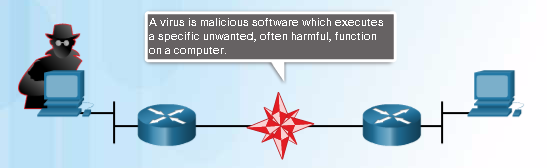 A virus is malicious software which executes
a specific unwanted, often harmful, function
on a computer.